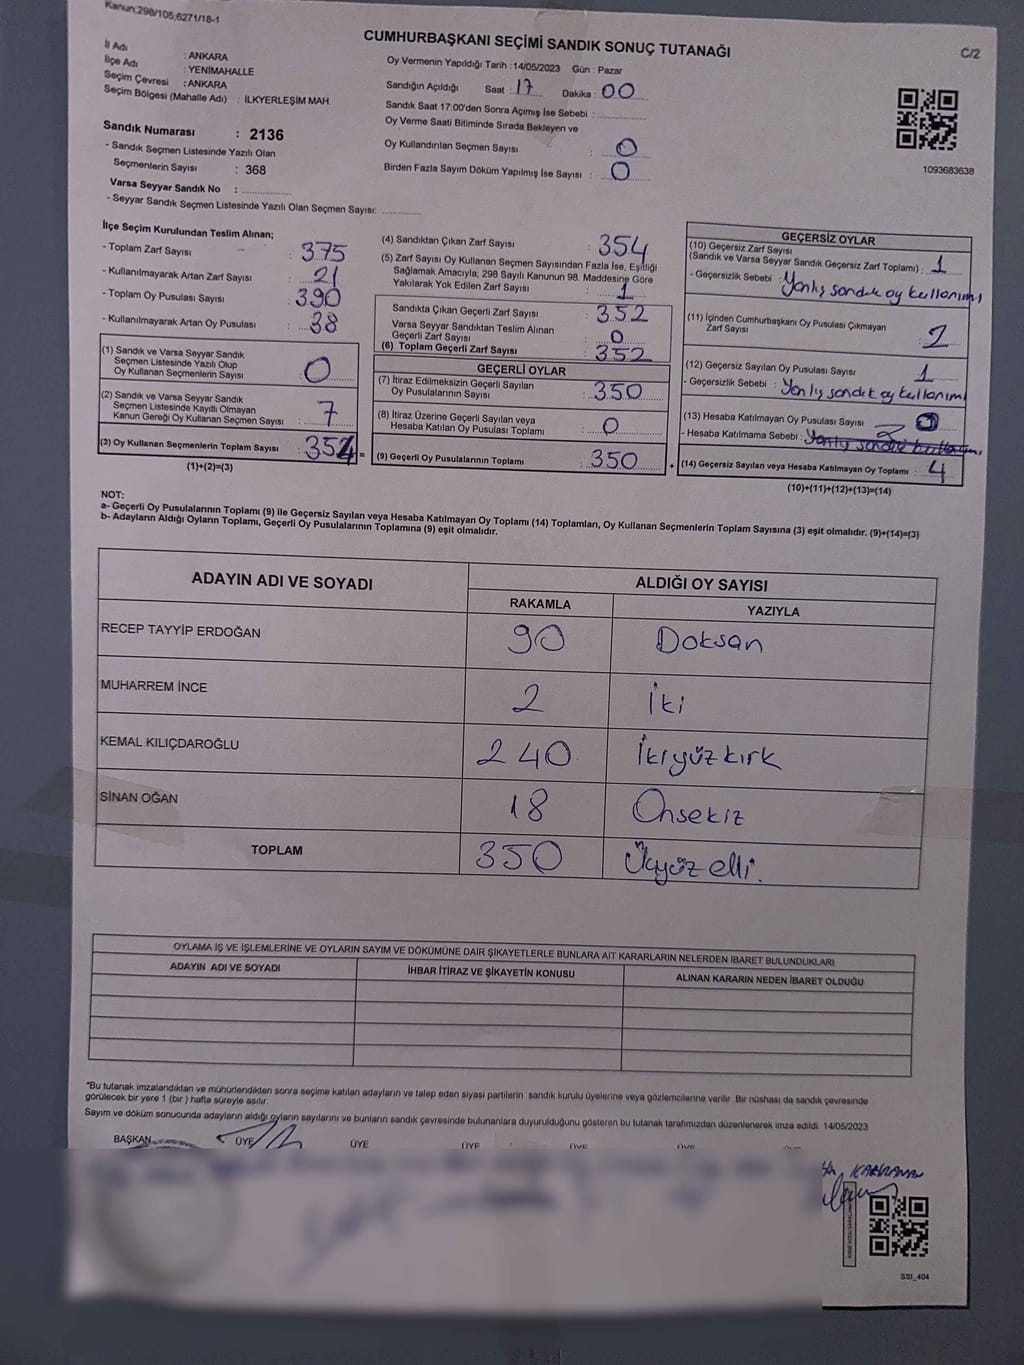 Kanun;298/105,6271/18-1
CUMHURBAŞKANI SEÇİMİ SANDIK SONUÇ TUTANAĞI
C/2
İl Adı : ANKARA
İlçe Adı : YENİMAHALLE
Seçim Çevresi : ANKARA
Seçim Bölgesi (Mahalle Adı) : İLKYERLEŞİM MAH.
Sandık Numarası : 2136
- Sandık Seçmen Listesinde Yazılı Olan
Seçmenlerin Sayısı : 368
Varsa Seyyar Sandık No :
- Seyyar Sandık Seçmen Listesinde Yazılı Olan Seçmen Sayısı:
Oy Vermenin Yapıldığı Tarih :14/05/2023 Gün : Pazar
Sandığın Açıldığı Saat : 17 Dakika : 00
Sandık Saat 17:00'den Sonra Açımış İse Sebebi :
Oy Verme Saati Bitiminde Sırada Bekleyen ve
Oy Kullandırılan Seçmen Sayısı : 0
Birden Fazla Sayım Döküm Yapılmış İse Sayısı : 0
1093683638
İlçe Seçim Kurulundan Teslim Alınan;
- Toplam Zarf Sayısı : 375
- Kullanılmayarak Artan Zarf Sayısı : 21
- Toplam Oy Pusulası Sayısı : 390
- Kullanılmayarak Artan Oy Pusulası : 38
(1) Sandık ve Varsa Seyyar Sandık
Seçmen Listesinde Yazılı Olup
Oy Kullanan Seçmenlerin Sayısı : 0
(2) Sandık ve Varsa Seyyar Sandık
Seçmen Listesinde Kayıtlı Olmayan
Kanun Gereği Oy Kullanan Seçmen Sayısı : 7
(3) Oy Kullanan Seçmenlerin Toplam Sayısı : 354 =
(1)+(2)=(3)
(4) Sandıktan Çıkan Zarf Sayısı : 354
(5) Zarf Sayısı Oy Kullanan Seçmen Sayısından Fazla İse, Eşitliği
Sağlamak Amacıyla; 298 Sayılı Kanunun 98. Maddesine Göre
Yakılarak Yok Edilen Zarf Sayısı : 1
Sandıkta Çıkan Geçerli Zarf Sayısı : 352
Varsa Seyyar Sandıktan Teslim Alınan
Geçerli Zarf Sayısı : 0
(6) Toplam Geçerli Zarf Sayısı : 352
GEÇERLİ OYLAR
(7) İtiraz Edilmeksizin Geçerli Sayılan
Oy Pusulalarının Sayısı : 350
(8) İtiraz Üzerine Geçerli Sayılan veya
Hesaba Katılan Oy Pusulası Toplamı : 0
(9) Geçerli Oy Pusulalarının Toplamı : 350 +
GEÇERSİZ OYLAR
(10) Geçersiz Zarf Sayısı
(Sandık ve Varsa Seyyar Sandık Geçersiz Zarf Toplamı) : 1
- Geçersizlik Sebebi : Yanlış sandık oy kullanımı
(11) İçinden Cumhurbaşkanı Oy Pusulası Çıkmayan
Zarf Sayısı : 2
(12) Geçersiz Sayılan Oy Pusulası Sayısı : 1
- Geçersizlik Sebebi : Yanlış sandık oy kullanımı
(13) Hesaba Katılmayan Oy Pusulası Sayısı :
- Hesaba Katılmama Sebebi :
(14) Geçersiz Sayılan veya Hesaba Katılmayan Oy Toplamı : 4
(10)+(11)+(12)+(13)=(14)
NOT:
a- Geçerli Oy Pusulalarının Toplamı (9) ile Geçersiz Sayılan veya Hesaba Katılmayan Oy Toplamı (14) Toplamları, Oy Kullanan Seçmenlerin Toplam Sayısına (3) eşit olmalıdır. (9)+(14)=(3)
b- Adayların Aldığı Oyların Toplamı, Geçerli Oy Pusulalarının Toplamına (9) eşit olmalıdır.
ADAYIN ADI VE SOYADI
ALDIĞI OY SAYISI
RAKAMLA YAZIYLA
RECEP TAYYİP ERDOĞAN 90 Doksan
MUHARREM İNCE 2 İki
KEMAL KILIÇDAROĞLU 240 İkiyüz kırk
SİNAN OĞAN 18 Onsekiz
TOPLAM 350 Üçyüz elli.
OYLAMA İŞ VE İŞLEMLERİNE VE OYLARIN SAYIM VE DÖKÜMÜNE DAİR ŞİKAYETLERLE BUNLARA AİT KARARLARIN NELERDEN İBARET BULUNDUKLARI
ADAYIN ADI VE SOYADI İHBAR İTİRAZ VE ŞİKAYETİN KONUSU ALINAN KARARIN NEDEN İBARET OLDUĞU
*Bu tutanak imzalandıktan ve mühürlendikten sonra seçime katılan adayların ve talep eden siyasi partilerin sandık kurulu üyelerine veya gözlemcilerine verilir. Bir nüshası da sandık çevresinde
görülecek bir yere 1 (bir ) hafta süreyle asılır.
Sayım ve döküm sonucunda adayların aldığı oyların sayılarını ve bunların sandık çevresinde bulunanlara duyurulduğunu gösteren bu tutanak tarafımızdan düzenlenerek imza edildi. 14/05/2023
BAŞKAN ÜYE ÜYE ÜYE ÜYE ÜYE
KAHRAMAN
SSI_404